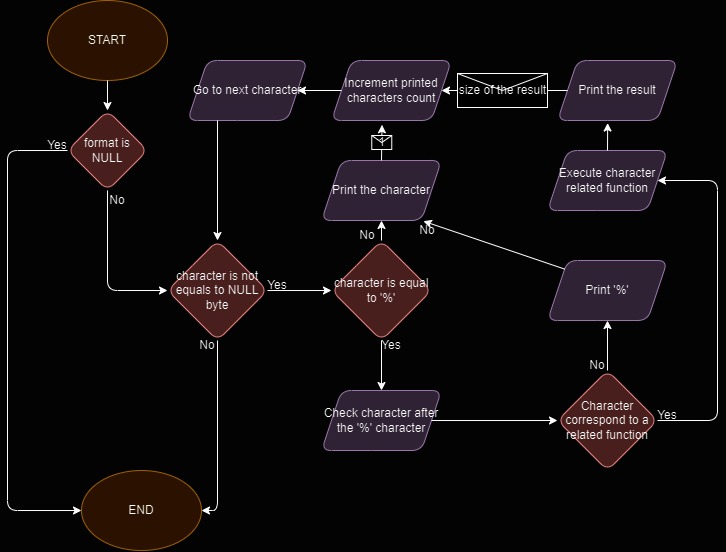 START
Yes
format is
NULL
No
Go to next character
Increment printed
characters count
size of the result
Print the result
Print the character
Execute character
related function
No
No
character is not
equals to NULL
byte
Yes
character is equal
to '%'
Print '%'
No
Yes
No
Check character after
the '%' character
Character
correspond to a
related function
Yes
END